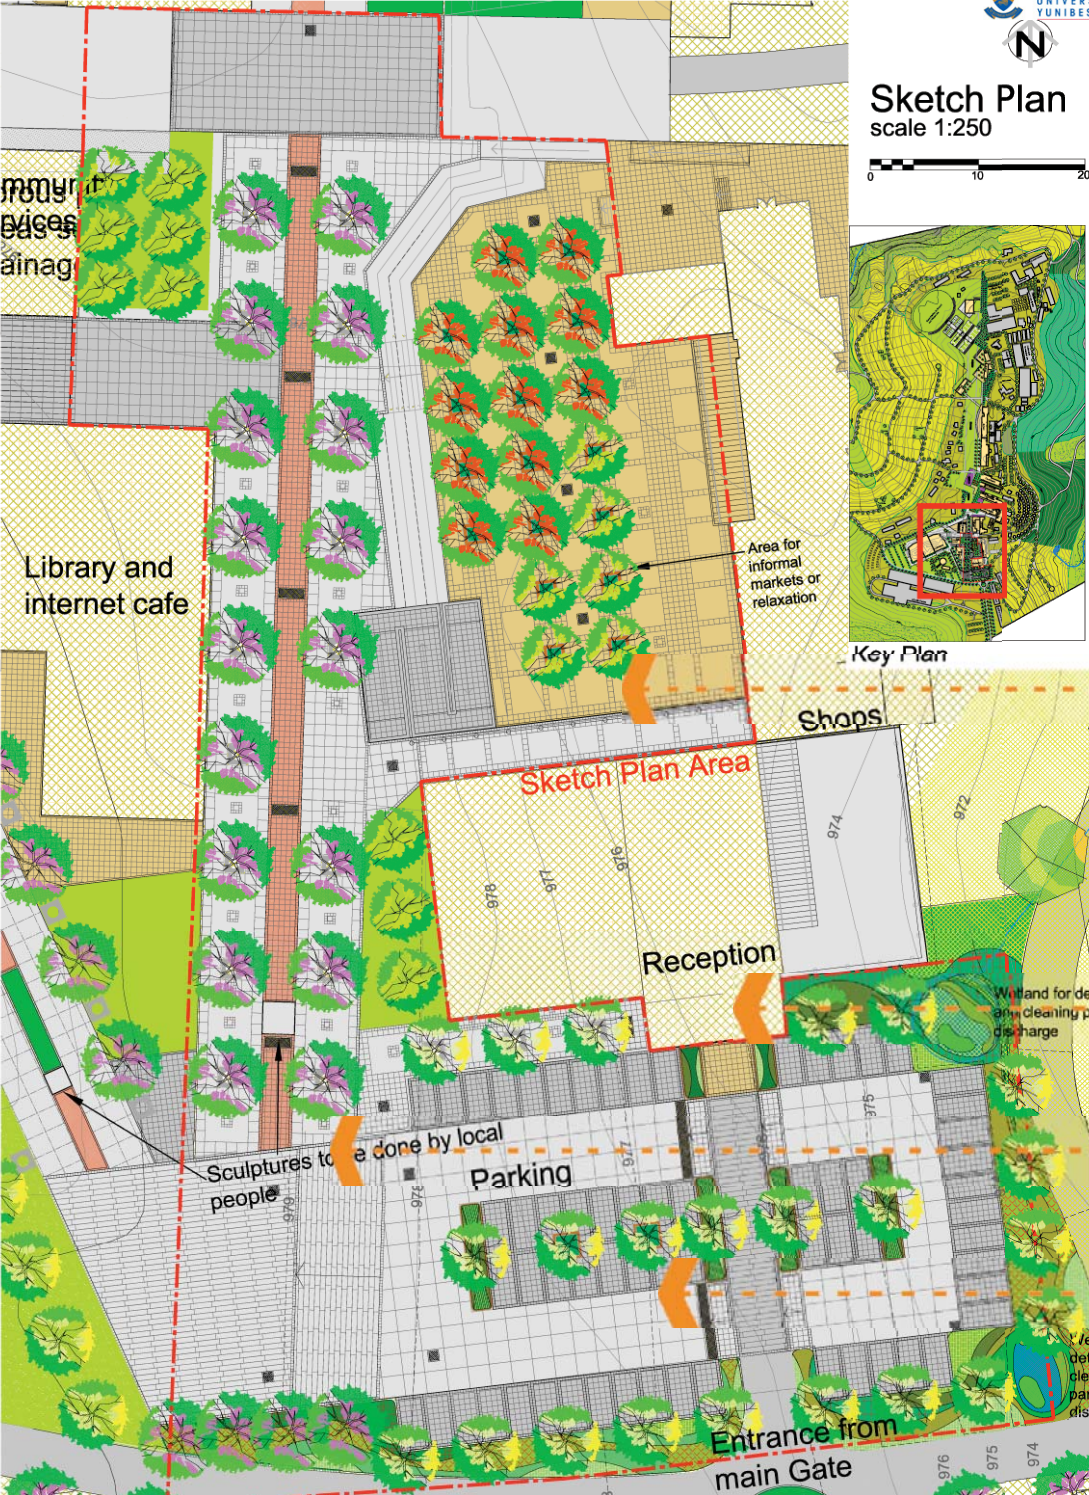 UNIVERS
YUNIBES
N
Sketch Plan
scale 1:250
0 10 20
Library and
internet cafe
Area for
informal
markets or
relaxation
Key Plan
Shops
Sketch Plan Area
972
974
976
977
978
Reception
Wetland for de
and cleaning p
discharge
975
977
Sculptures to be done by local
people
979
Parking
Entrance from
main Gate
976
975
974